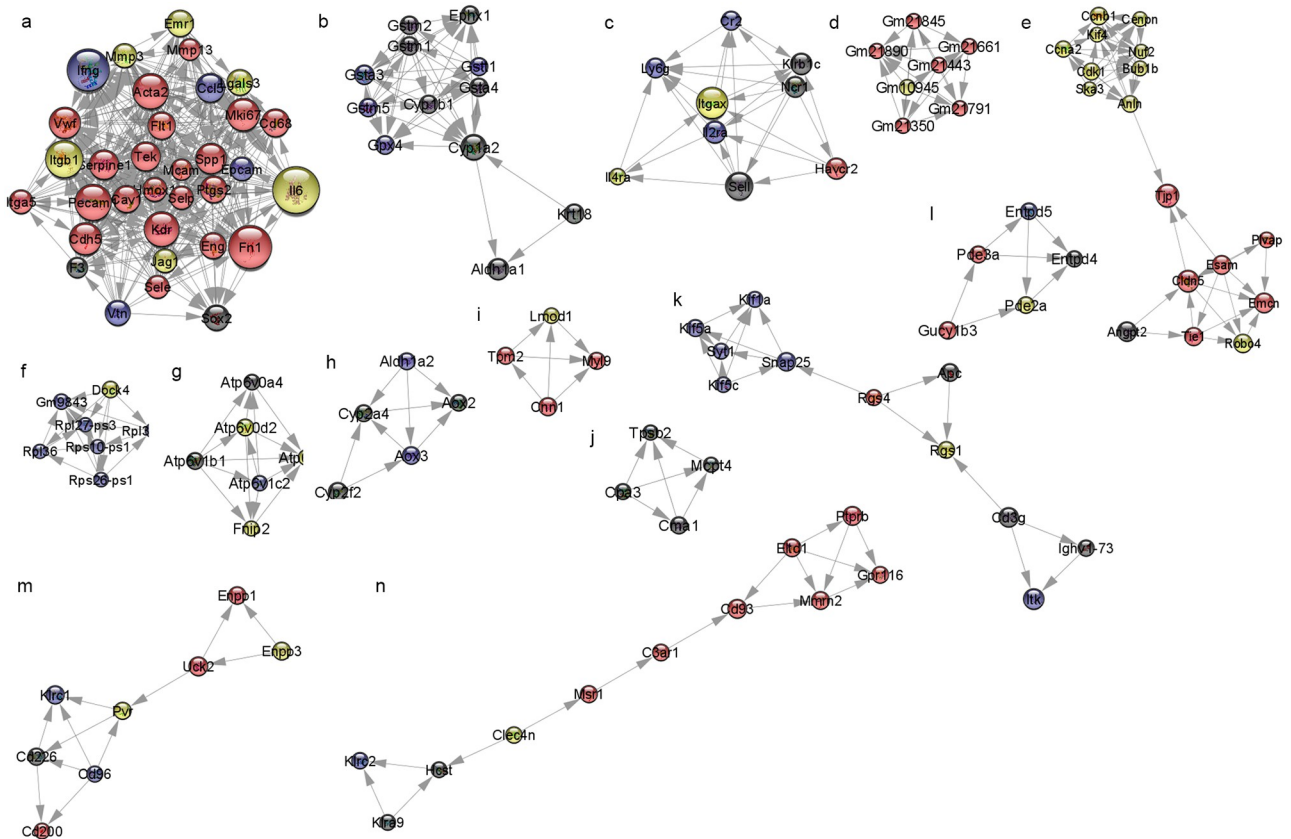 a
Emr1
Mmp3
Mmp13
Ifng
Ccl5
Lgals3
Acta2
Vwf
Flt1
Mki67
Cd68
Itgb1
Serpine1
Tek
Mcam
Spp1
Epcam
Il6
Itga5
Pecam1
Cav1
Hmox1
Selp
Ptgs2
Cdh5
Kdr
Eng
Fn1
F3
Jag1
Sele
Vtn
Sox2
b
Gstm2
Ephx1
Gstm1
Gsta3
Gstt1
Gsta4
Gstm5
Cyp1b1
Gpx4
Cyp1a2
Krt18
Aldh1a1
c
Cr2
Ly6g
Klrb1c
Ncr1
Itgax
Il2ra
Havcr2
Il4ra
Sell
d
Gm21845
Gm21890
Gm21661
Gm21443
Gm10945
Gm21791
Gm21350
e
Ccnb1
Cenpn
Kif4
Ccna2
Nuf2
Cdk1
Bub1b
Ska3
Anln
Tjp1
Plvap
Esam
Cldn5
Emcn
Angpt2
Tie1
Robo4
f
Dock4
Gm9843
Rpl27-ps3
Rpl3
Rps10-ps1
Rpl36
Rps26-ps1
g
Atp6v0a4
Atp6v0d2
Atp6v1b1
Atp
Atp6v1c2
Fnip2
h
Aldh1a2
Cyp2a4
Aox2
Aox3
Cyp2f2
i
Lmod1
Tpm2
Myl9
Cnn1
j
Tpsb2
Mcpt4
Cpa3
Cma1
k
Kif1a
Kif5a
Syt1
Snap25
Kif5c
Rgs4
Apc
Rgs1
Cd3g
Ighv1-73
Itk
l
Entpd5
Pde3a
Entpd4
Pde2a
Gucy1b3
m
Enpp1
Enpp3
Uck2
Klrc1
Pvr
Cd226
Cd96
Cd200
n
Ptprb
Eltd1
Gpr116
Cd93
Mmrn2
C3ar1
Msr1
Clec4n
Klrc2
Hcst
Klra9